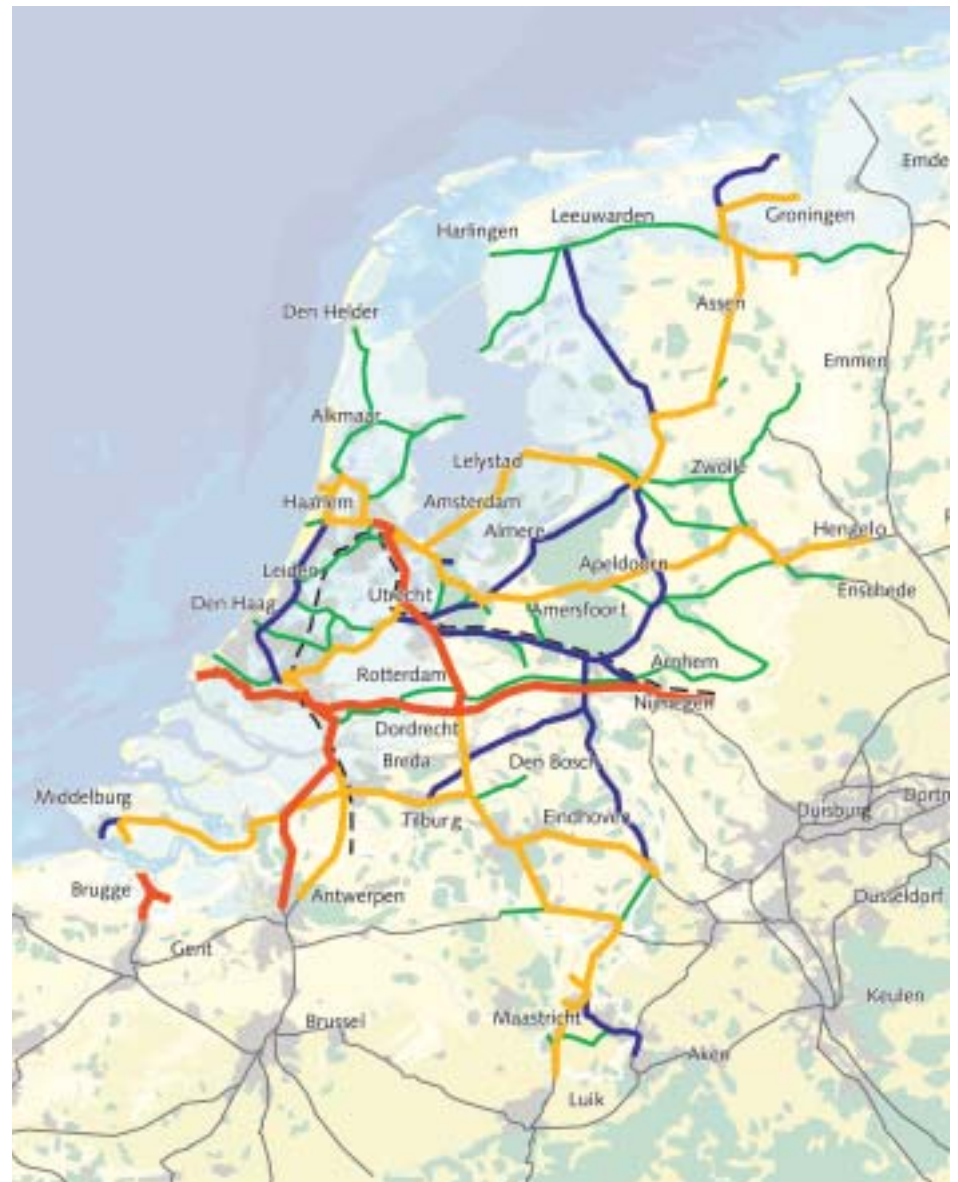 Emde
Leeuwarden
Groningen
Harlingen
Assen
Den Helder
Emmen
Alkmaar
Lelystad
Zwolle
Haarlem
Amsterdam
Almere
Hengelo
Leiden
Apeldoorn
Enschede
Den Haag
Utrecht
Amersfoort
Rotterdam
Arnhem
Nijmegen
Dordrecht
Breda
Den Bosch
Middelburg
Tilburg
Eindhoven
Duisburg
Dortm
Brugge
Antwerpen
Dusseldorf
Gent
Keulen
Brussel
Maastricht
Aken
Luik